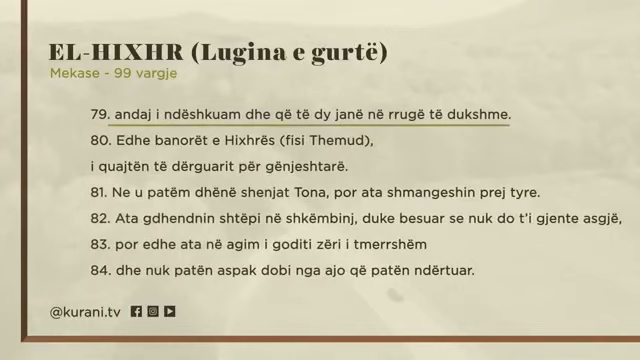 EL-HIXHR (Lugina e gurtë)
Mekase - 99 vargje
79. andaj i ndëshkuam dhe që të dy janë në rrugë të dukshme.
80. Edhe banorët e Hixhrës (fisi Themud),
i quajtën të dërguarit për gënjeshtarë.
81. Ne u patëm dhënë shenjat Tona, por ata shmangeshin prej tyre.
82. Ata gdhendnin shtëpi në shkëmbinj, duke besuar se nuk do t'i gjente asgjë,
83. por edhe ata në agim i goditi zëri i tmerrshëm
84. dhe nuk patën aspak dobi nga ajo që patën ndërtuar.
@kurani.tv